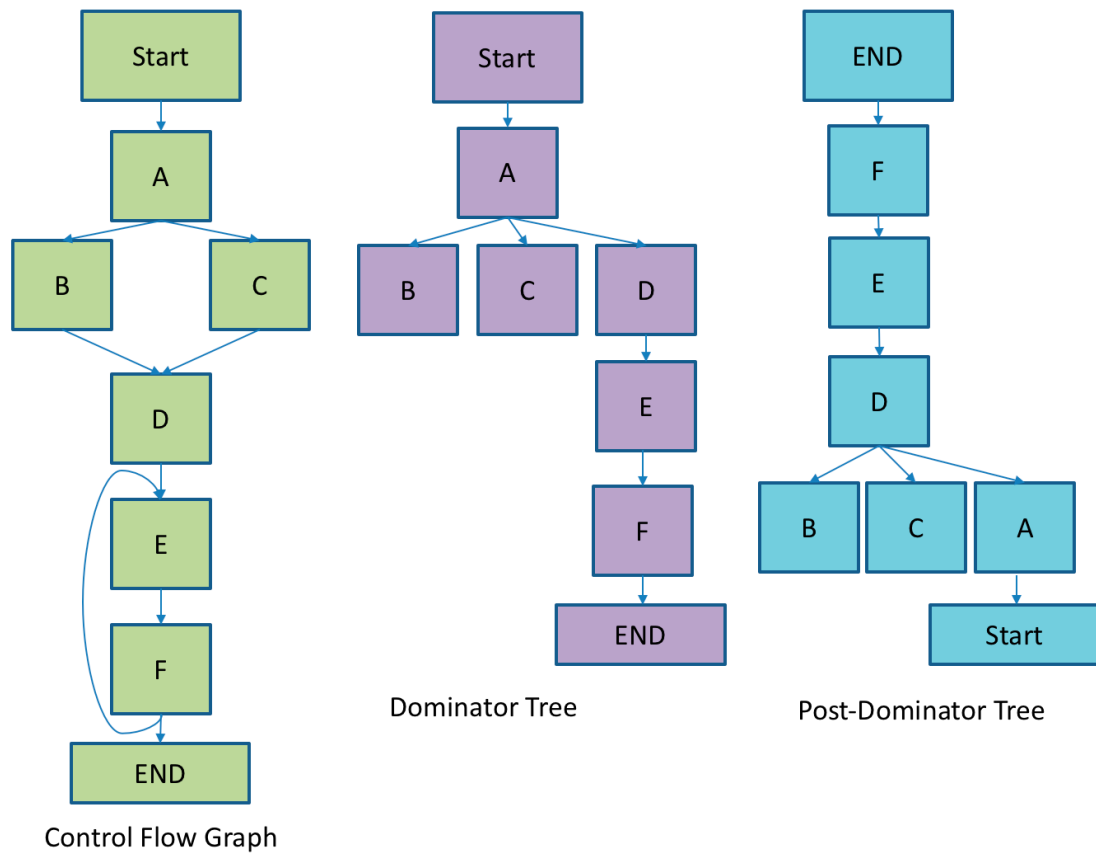 Start
A
B
C
D
E
F
END
Control Flow Graph
Start
A
B
C
D
E
F
END
Dominator Tree
END
F
E
D
B
C
A
Start
Post-Dominator Tree